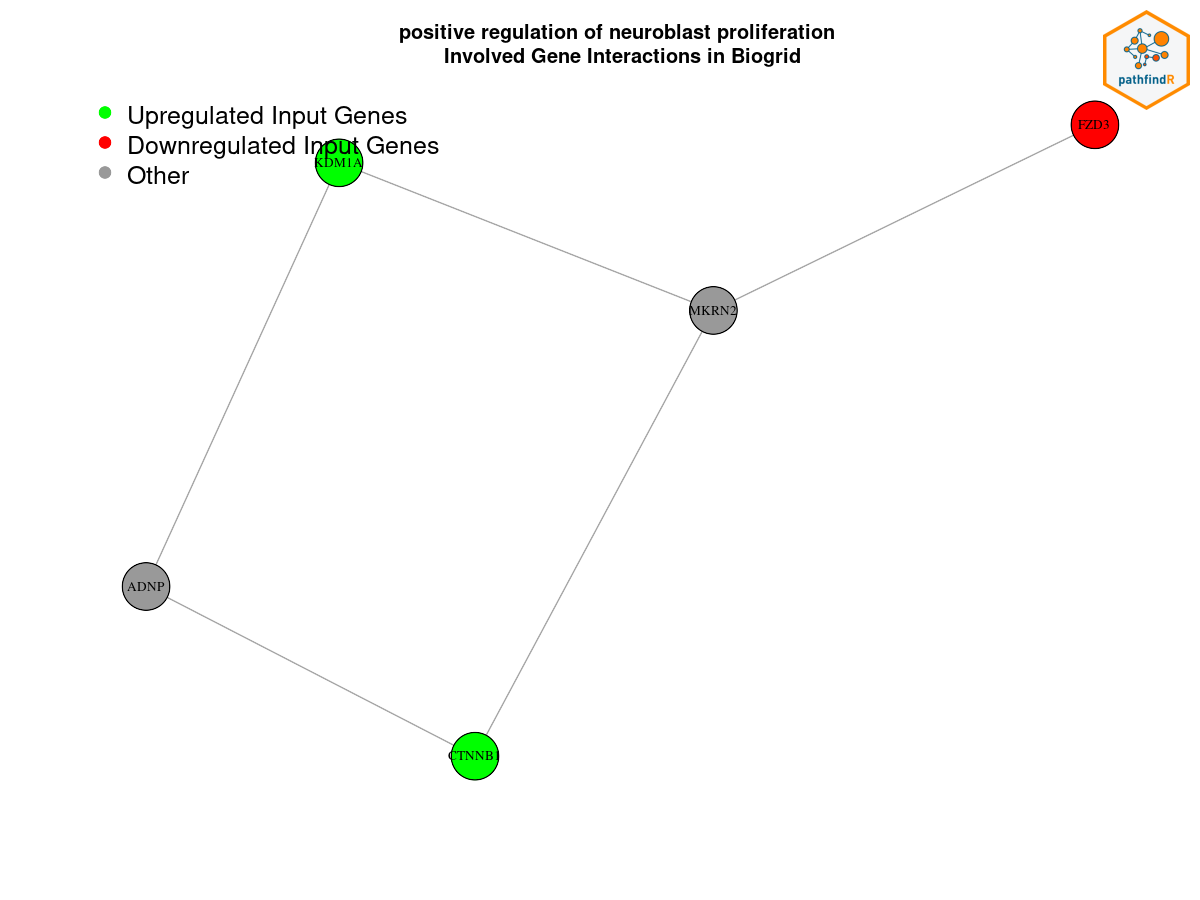 positive regulation of neuroblast proliferation
Involved Gene Interactions in Biogrid
pathfindR
Upregulated Input Genes
Downregulated Input Genes
Other
FZD3
KDM1A
MKRN2
ADNP
CTNNB1